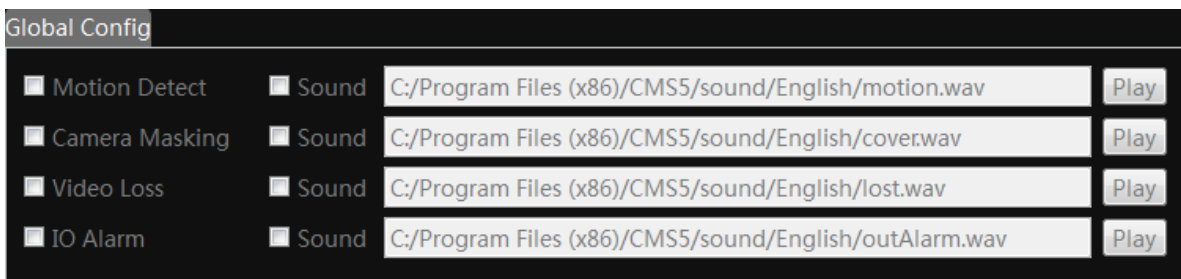 Global Config
Motion Detect Sound C:/Program Files (x86)/CMS5/sound/English/motion.wav Play
Camera Masking Sound C:/Program Files (x86)/CMS5/sound/English/cover.wav Play
Video Loss Sound C:/Program Files (x86)/CMS5/sound/English/lost.wav Play
IO Alarm Sound C:/Program Files (x86)/CMS5/sound/English/outAlarm.wav Play